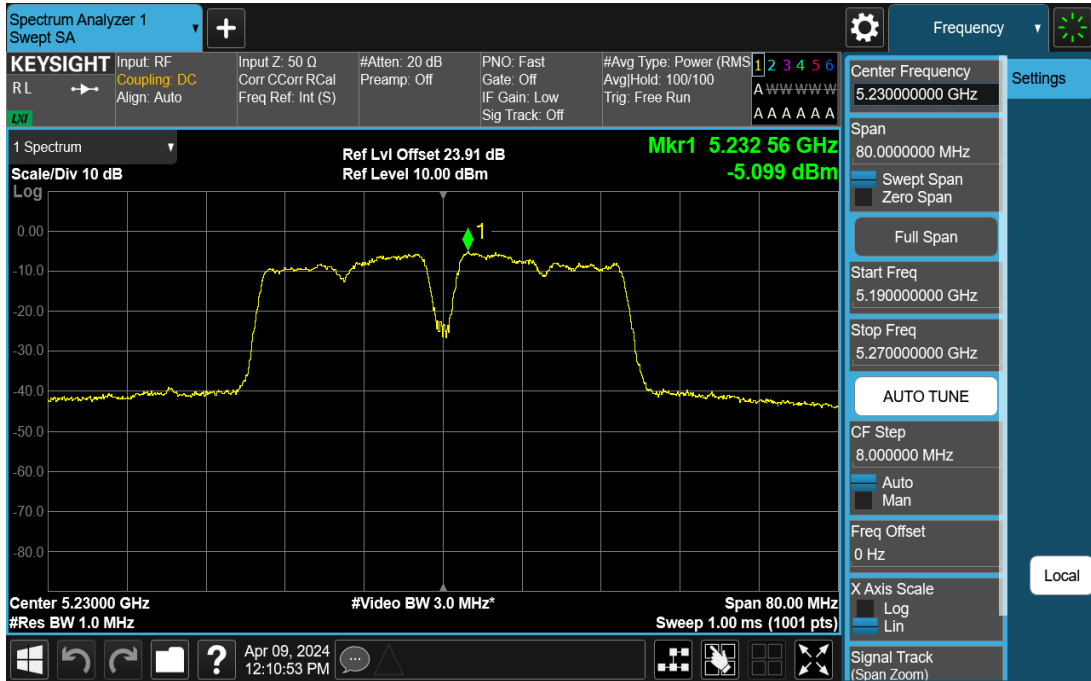 Spectrum Analyzer 1
Swept SA
+
Frequency
KEYSIGHT
R L
LXI
Input: RF
Coupling: DC
Align: Auto
Input Z: 50 Ω
Corr CCorr RCal
Freq Ref: Int (S)
#Atten: 20 dB
Preamp: Off
PNO: Fast
Gate: Off
IF Gain: Low
Sig Track: Off
#Avg Type: Power (RMS
Avg|Hold: 100/100
Trig: Free Run
1 2 3 4 5 6
A W W W W W
A A A A A A
1 Spectrum
Scale/Div 10 dB
Log
Ref Lvl Offset 23.91 dB
Ref Level 10.00 dBm
Mkr1 5.232 56 GHz
-5.099 dBm
1
0.00
-10.0
-20.0
-30.0
-40.0
-50.0
-60.0
-70.0
-80.0
Center 5.23000 GHz
#Res BW 1.0 MHz
#Video BW 3.0 MHz*
Span 80.00 MHz
Sweep 1.00 ms (1001 pts)
Center Frequency
5.230000000 GHz
Span
80.0000000 MHz
Swept Span
Zero Span
Full Span
Start Freq
5.190000000 GHz
Stop Freq
5.270000000 GHz
AUTO TUNE
CF Step
8.000000 MHz
Auto
Man
Freq Offset
0 Hz
X Axis Scale
Log
Lin
Signal Track
(Span Zoom)
Settings
Local
?
Apr 09, 2024
12:10:53 PM